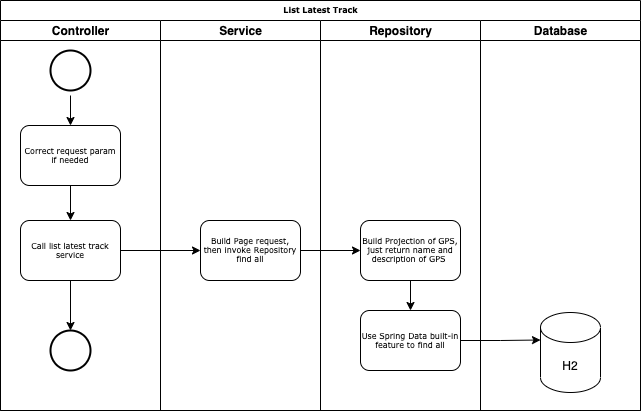 List Latest Track
Controller
Service
Repository
Database
Correct request param
if needed
Call list latest track
service
Build Page request,
then invoke Repository
find all
Build Projection of GPS,
just return name and
description of GPS
Use Spring Data built-in
feature to find all
H2